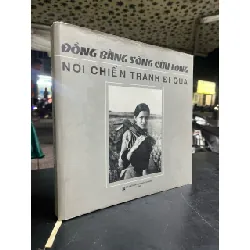 ĐỒNG BẰNG SÔNG CỬU LONG
NƠI CHIẾN TRANH ĐI QUA